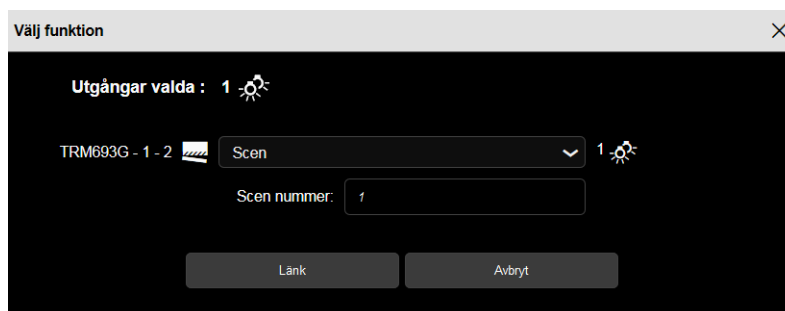 Välj funktion
Utgångar valda : 1
TRM693G - 1 - 2 Scen 1
Scen nummer: 1
Länk Avbryt